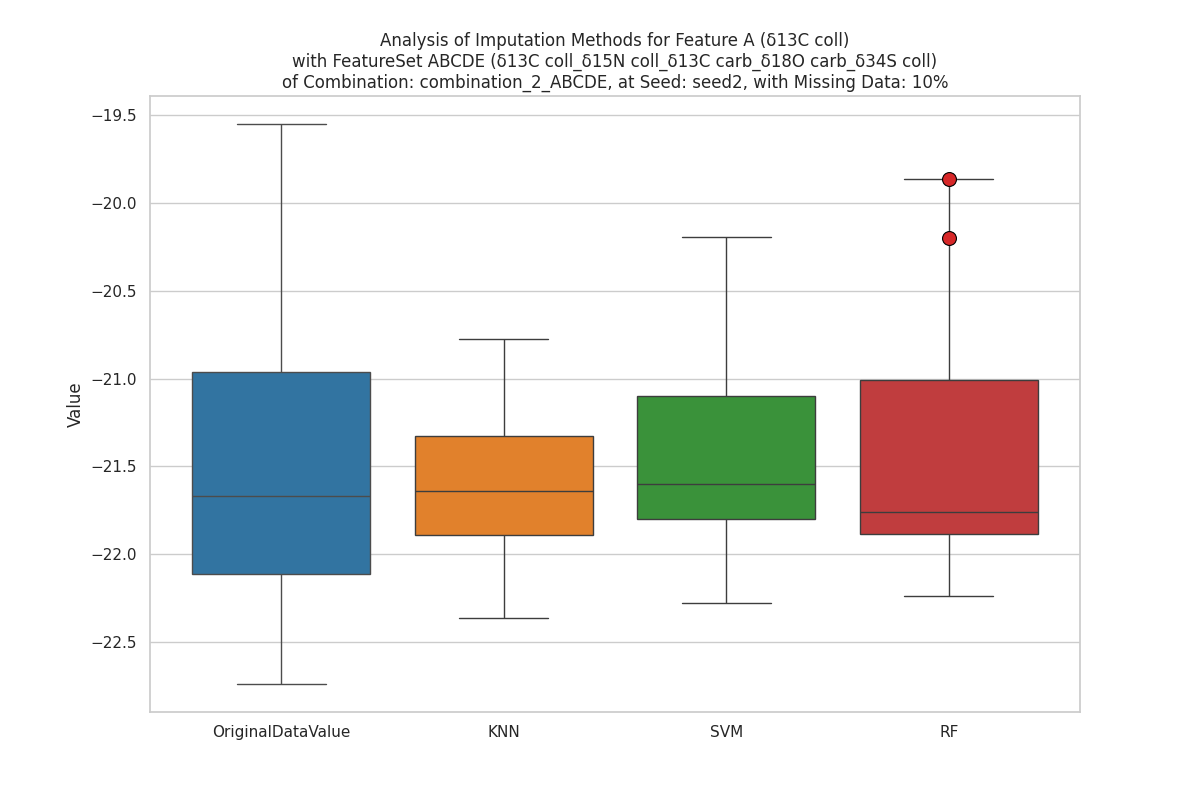 Analysis of Imputation Methods for Feature A (δ13C coll)
with FeatureSet ABCDE (δ13C coll_δ15N coll_δ13C carb_δ18O carb_δ34S coll)
of Combination: combination_2_ABCDE, at Seed: seed2, with Missing Data: 10%
−19.5
−20.0
−20.5
−21.0
−21.5
−22.0
−22.5
Value
OriginalDataValue
KNN
SVM
RF